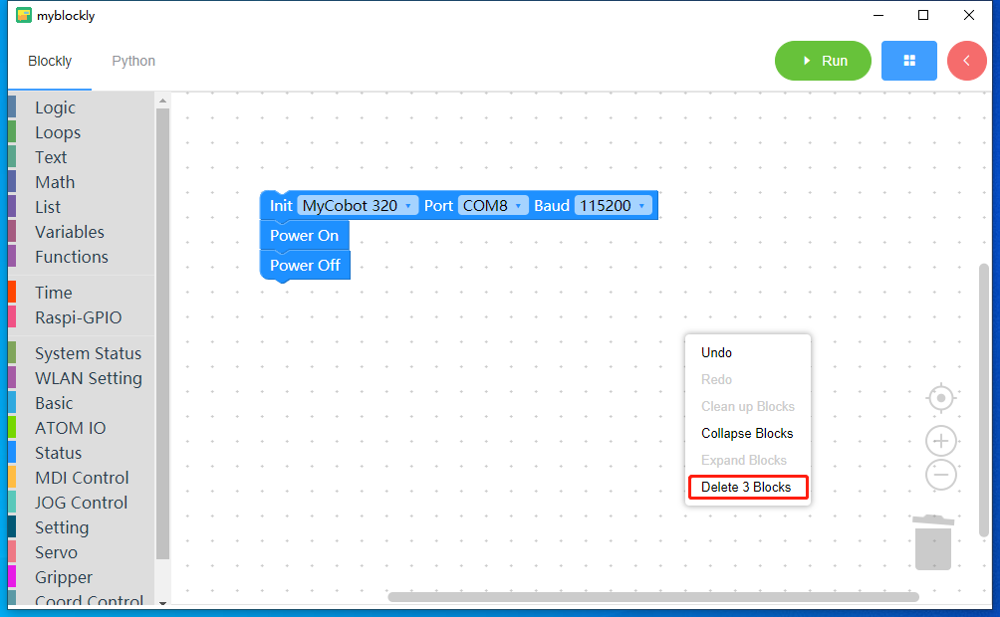 myblockly
Blockly Python
Run
Logic
Loops
Text
Math
List
Variables
Functions
Time
Raspi-GPIO
System Status
WLAN Setting
Basic
ATOM IO
Status
MDI Control
JOG Control
Setting
Servo
Gripper
Coord Control
Init MyCobot 320 Port COM8 Baud 115200
Power On
Power Off
Undo
Redo
Clean up Blocks
Collapse Blocks
Expand Blocks
Delete 3 Blocks